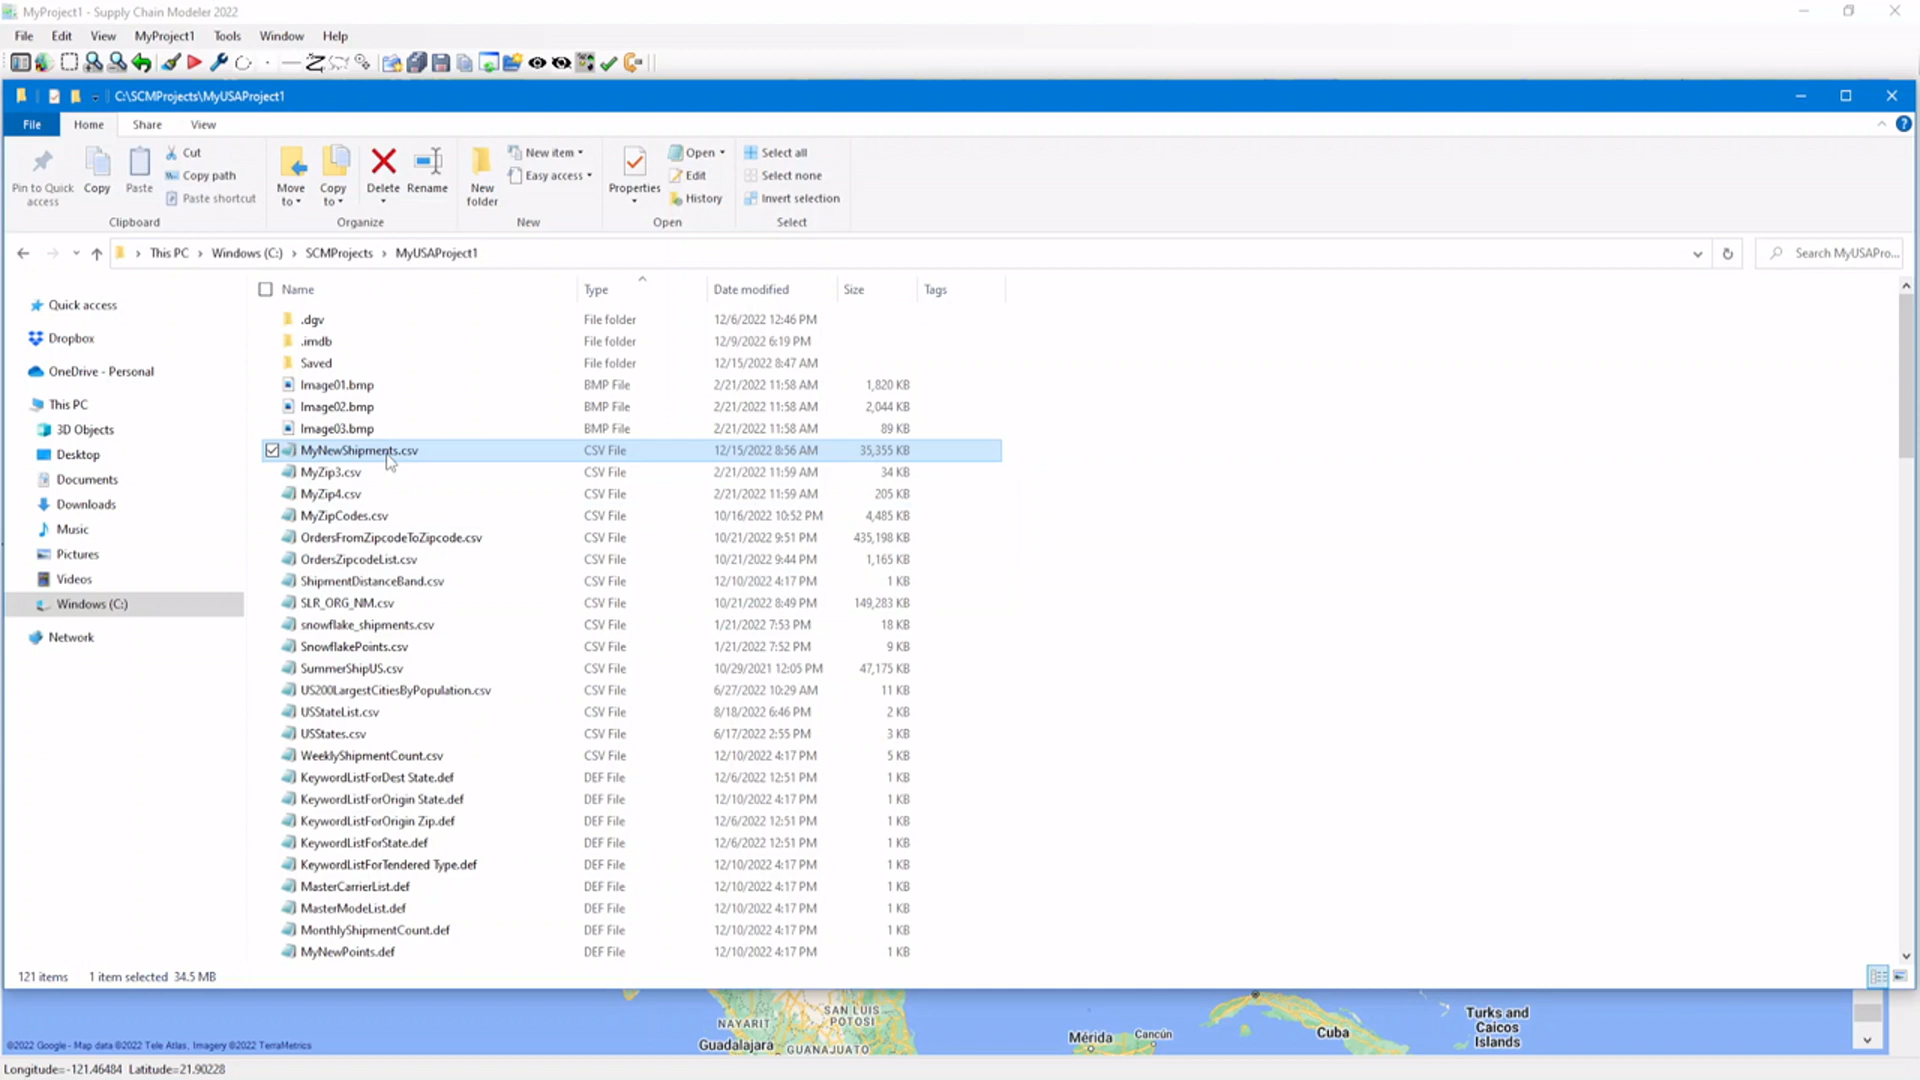 MyProject1 - Supply Chain Modeler 2022
File Edit View MyProject1 Tools Window Help
C:\SCMProjects\MyUSAProject1
File Home Share View
Pin to Quick access
Copy
Paste
Cut
Copy path
Paste shortcut
Clipboard
Move to
Copy to
Delete
Rename
Organize
New folder
New item
Easy access
New
Properties
Open
Edit
History
Open
Select all
Select none
Invert selection
Select
This PC > Windows (C:) > SCMProjects > MyUSAProject1
Search MyUSAPro...
Quick access
Dropbox
OneDrive - Personal
This PC
3D Objects
Desktop
Documents
Downloads
Music
Pictures
Videos
Windows (C:)
Network
Name Type Date modified Size Tags
.dgv File folder 12/6/2022 12:46 PM
.imdb File folder 12/9/2022 6:19 PM
Saved File folder 12/15/2022 8:47 AM
Image01.bmp BMP File 2/21/2022 11:58 AM 1,820 KB
Image02.bmp BMP File 2/21/2022 11:58 AM 2,044 KB
Image03.bmp BMP File 2/21/2022 11:58 AM 89 KB
MyNewShipments.csv CSV File 12/15/2022 8:56 AM 35,355 KB
MyZip3.csv CSV File 2/21/2022 11:59 AM 34 KB
MyZip4.csv CSV File 2/21/2022 11:59 AM 205 KB
MyZipCodes.csv CSV File 10/16/2022 10:52 PM 4,485 KB
OrdersFromZipcodeToZipcode.csv CSV File 10/21/2022 9:51 PM 435,198 KB
OrdersZipcodeList.csv CSV File 10/21/2022 9:44 PM 1,165 KB
ShipmentDistanceBand.csv CSV File 12/10/2022 4:17 PM 1 KB
SLR_ORG_NM.csv CSV File 10/21/2022 8:49 PM 149,283 KB
snowflake_shipments.csv CSV File 1/21/2022 7:53 PM 18 KB
SnowflakePoints.csv CSV File 1/21/2022 7:52 PM 9 KB
SummerShipUS.csv CSV File 10/29/2021 12:05 PM 47,175 KB
US200LargestCitiesByPopulation.csv CSV File 6/27/2022 10:29 AM 11 KB
USStateList.csv CSV File 8/18/2022 6:46 PM 2 KB
USStates.csv CSV File 6/17/2022 2:55 PM 3 KB
WeeklyShipmentCount.csv CSV File 12/10/2022 4:17 PM 5 KB
KeywordListForDest State.def DEF File 12/6/2022 12:51 PM 1 KB
KeywordListForOrigin State.def DEF File 12/10/2022 4:17 PM 1 KB
KeywordListForOrigin Zip.def DEF File 12/6/2022 12:51 PM 1 KB
KeywordListForState.def DEF File 12/6/2022 12:51 PM 1 KB
KeywordListForTendered Type.def DEF File 12/10/2022 4:17 PM 1 KB
MasterCarrierList.def DEF File 12/10/2022 4:17 PM 1 KB
MasterModeList.def DEF File 12/10/2022 4:17 PM 1 KB
MonthlyShipmentCount.def DEF File 12/10/2022 4:17 PM 1 KB
MyNewPoints.def DEF File 12/10/2022 4:17 PM 1 KB
121 items 1 item selected 34.5 MB
NAYARIT
SAN LUIS
POTOSI
Guadalajara
GUANAJUATO
Mérida
Cancún
Cuba
Turks and
Caicos
Islands
©2022 Google - Map data ©2022 Tele Atlas, Imagery ©2022 TerraMetrics
Longitude=-121.46484 Latitude=21.90228